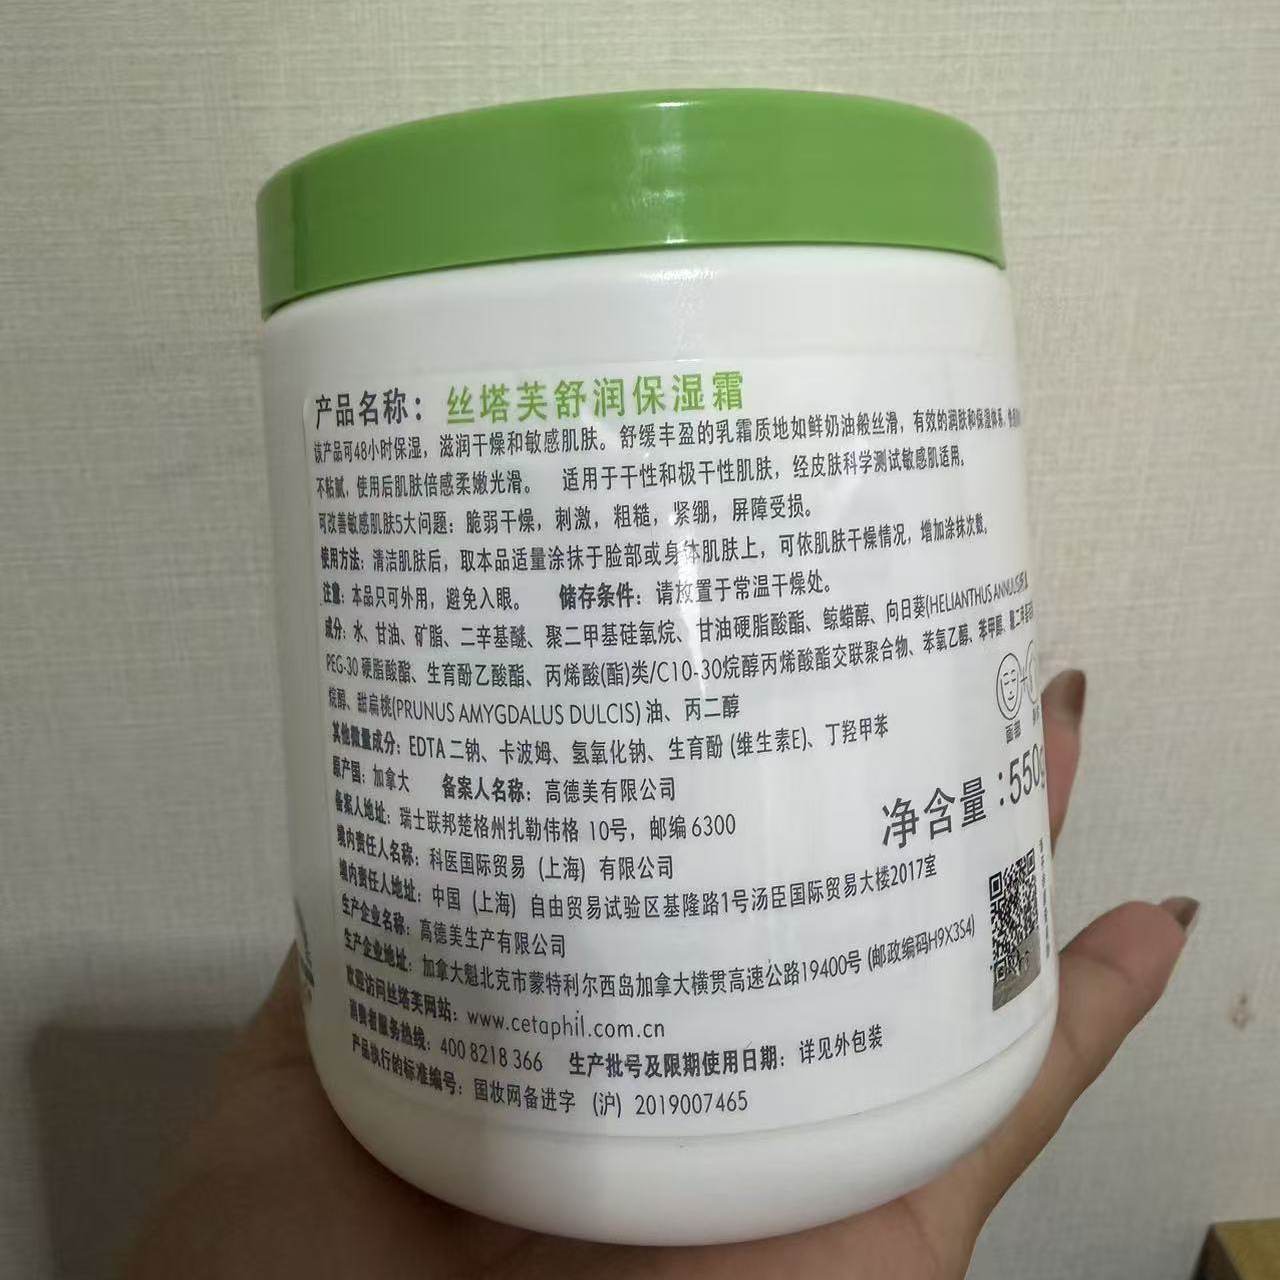 产品名称：丝塔芙舒润保湿霜
该产品可48小时保湿，滋润干燥和敏感肌肤。舒缓丰盈的乳霜质地如鲜奶油般丝滑，有效的润肤和保湿体系，
不粘腻，使用后肌肤倍感柔嫩光滑。 适用于干性和极干性肌肤，经皮肤科学测试敏感肌适用。
可改善敏感肌肤5大问题：脆弱干燥，刺激，粗糙，紧绷，屏障受损。
使用方法：清洁肌肤后，取本品适量涂抹于脸部或身体肌肤上，可依肌肤干燥情况，增加涂抹次数。
注意：本品只可外用，避免入眼。 储存条件：请放置于常温干燥处。
成分：水、甘油、矿脂、二辛基醚、聚二甲基硅氧烷、甘油硬脂酸酯、鲸蜡醇、向日葵(HELIANTHUS ANNUUS)
PEG-30 硬脂酸酯、生育酚乙酸酯、丙烯酸(酯)类/C10-30烷醇丙烯酸酯交联聚合物、苯氧乙醇、苯甲醇、
烷醇、甜扁桃(PRUNUS AMYGDALUS DULCIS) 油、丙二醇
其他微量成分：EDTA 二钠、卡波姆、氢氧化钠、生育酚 (维生素E)、丁羟甲苯
原产国：加拿大 备案人名称：高德美有限公司
备案人地址：瑞士联邦楚格州扎勒伟格 10号，邮编 6300
境内责任人名称：科医国际贸易（上海）有限公司
境内责任人地址：中国（上海）自由贸易试验区基隆路1号汤臣国际贸易大楼2017室
生产企业名称：高德美生产有限公司
生产企业地址：加拿大魁北克市蒙特利尔西岛加拿大横贯高速公路19400号 (邮政编码H9X3S4)
欢迎访问丝塔芙网站：www.cetaphil.com.cn
消费者服务热线：400 8218 366 生产批号及限期使用日期：详见外包装
产品执行的标准编号：国妆网备进字（沪）2019007465
面部
净含量：550g